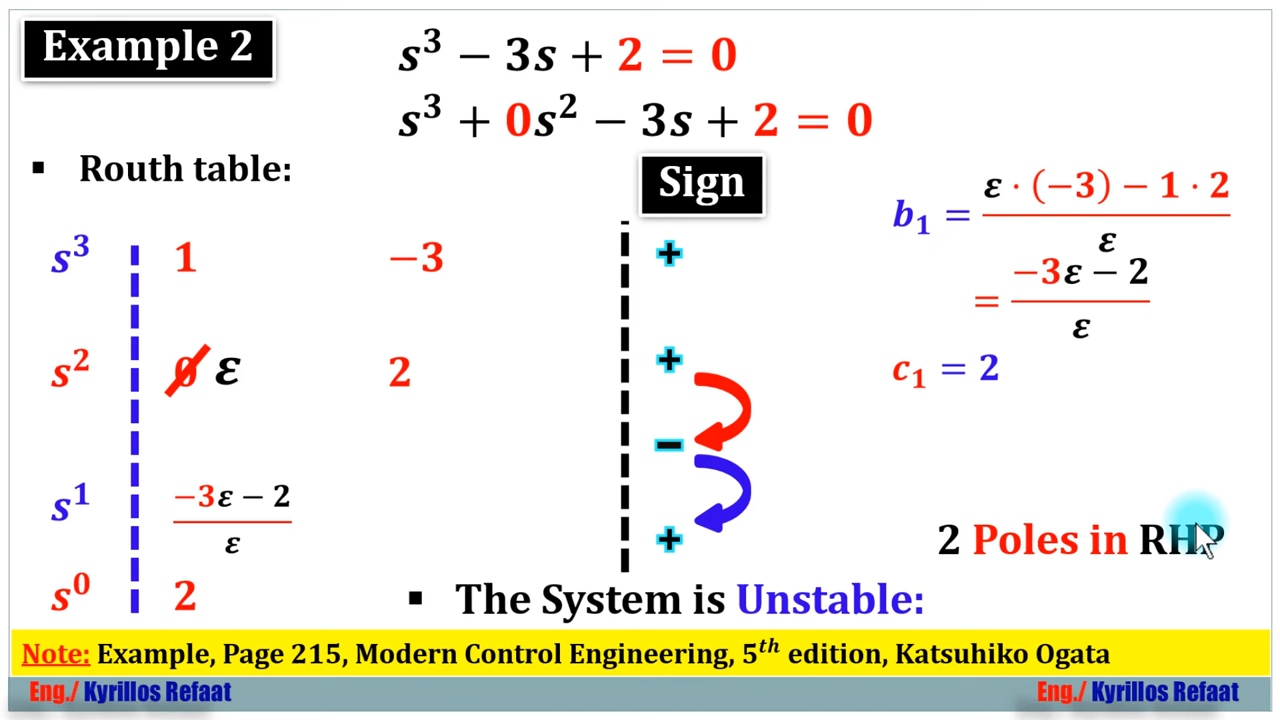 Example 2
s³ − 3s + 2 = 0
s³ + 0s² − 3s + 2 = 0
▪ Routh table:
Sign
s³ 1 −3 +
s² 0 ε 2 +
s¹ (−3ε − 2)/ε −
s⁰ 2 +
b₁ = (ε · (−3) − 1 · 2)/ε
= (−3ε − 2)/ε
c₁ = 2
2 Poles in RHP
▪ The System is Unstable:
Note: Example, Page 215, Modern Control Engineering, 5ᵗʰ edition, Katsuhiko Ogata
Eng./ Kyrillos Refaat
Eng./ Kyrillos Refaat